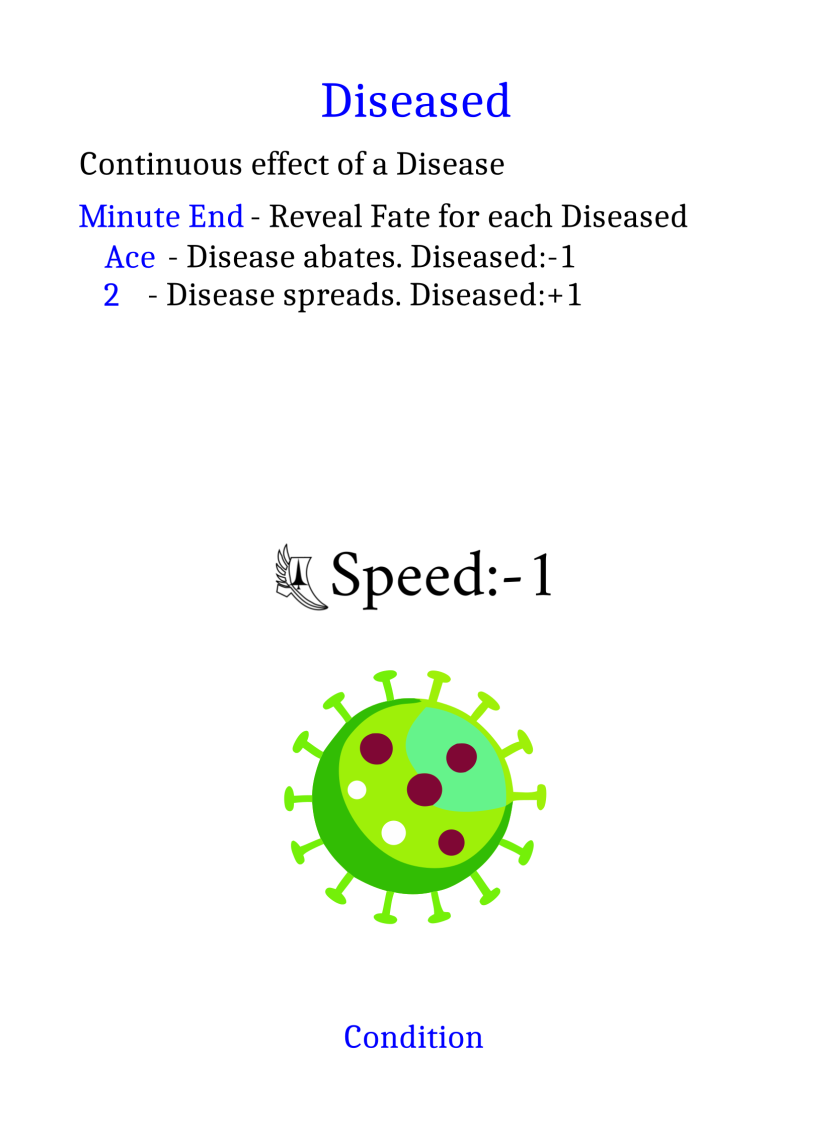 Diseased
Continuous effect of a Disease
Minute End - Reveal Fate for each Diseased
Ace - Disease abates. Diseased:-1
2 - Disease spreads. Diseased:+1
Speed:-1
Condition